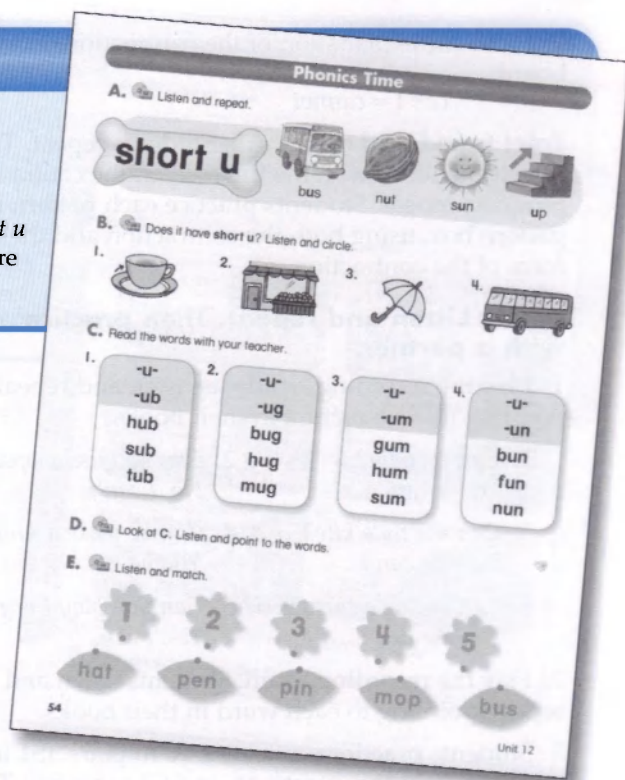 t u
re
Phonics Time
A. Listen and repeat.
short u
bus nut sun up
B. Does it have short u? Listen and circle.
1. 2. 3. 4.
C. Read the words with your teacher.
1. 2. 3. 4.
-u- -u- -u- -u-
-ub -ug -um -un
hub bug gum bun
sub hug hum fun
tub mug sum nun
D. Look at C. Listen and point to the words.
E. Listen and match.
1 2 3 4 5
hat pen pin mop bus
54 Unit 12